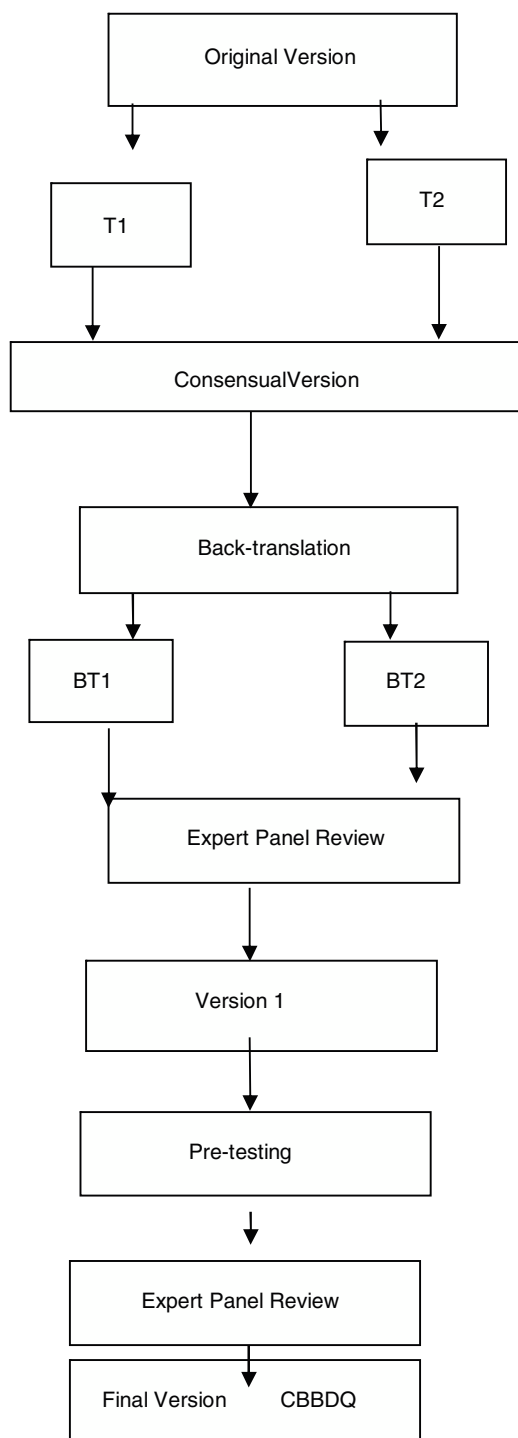 Original Version
T1
T2
ConsensualVersion
Back-translation
BT1
BT2
Expert Panel Review
Version 1
Pre-testing
Expert Panel Review
Final Version CBBDQ